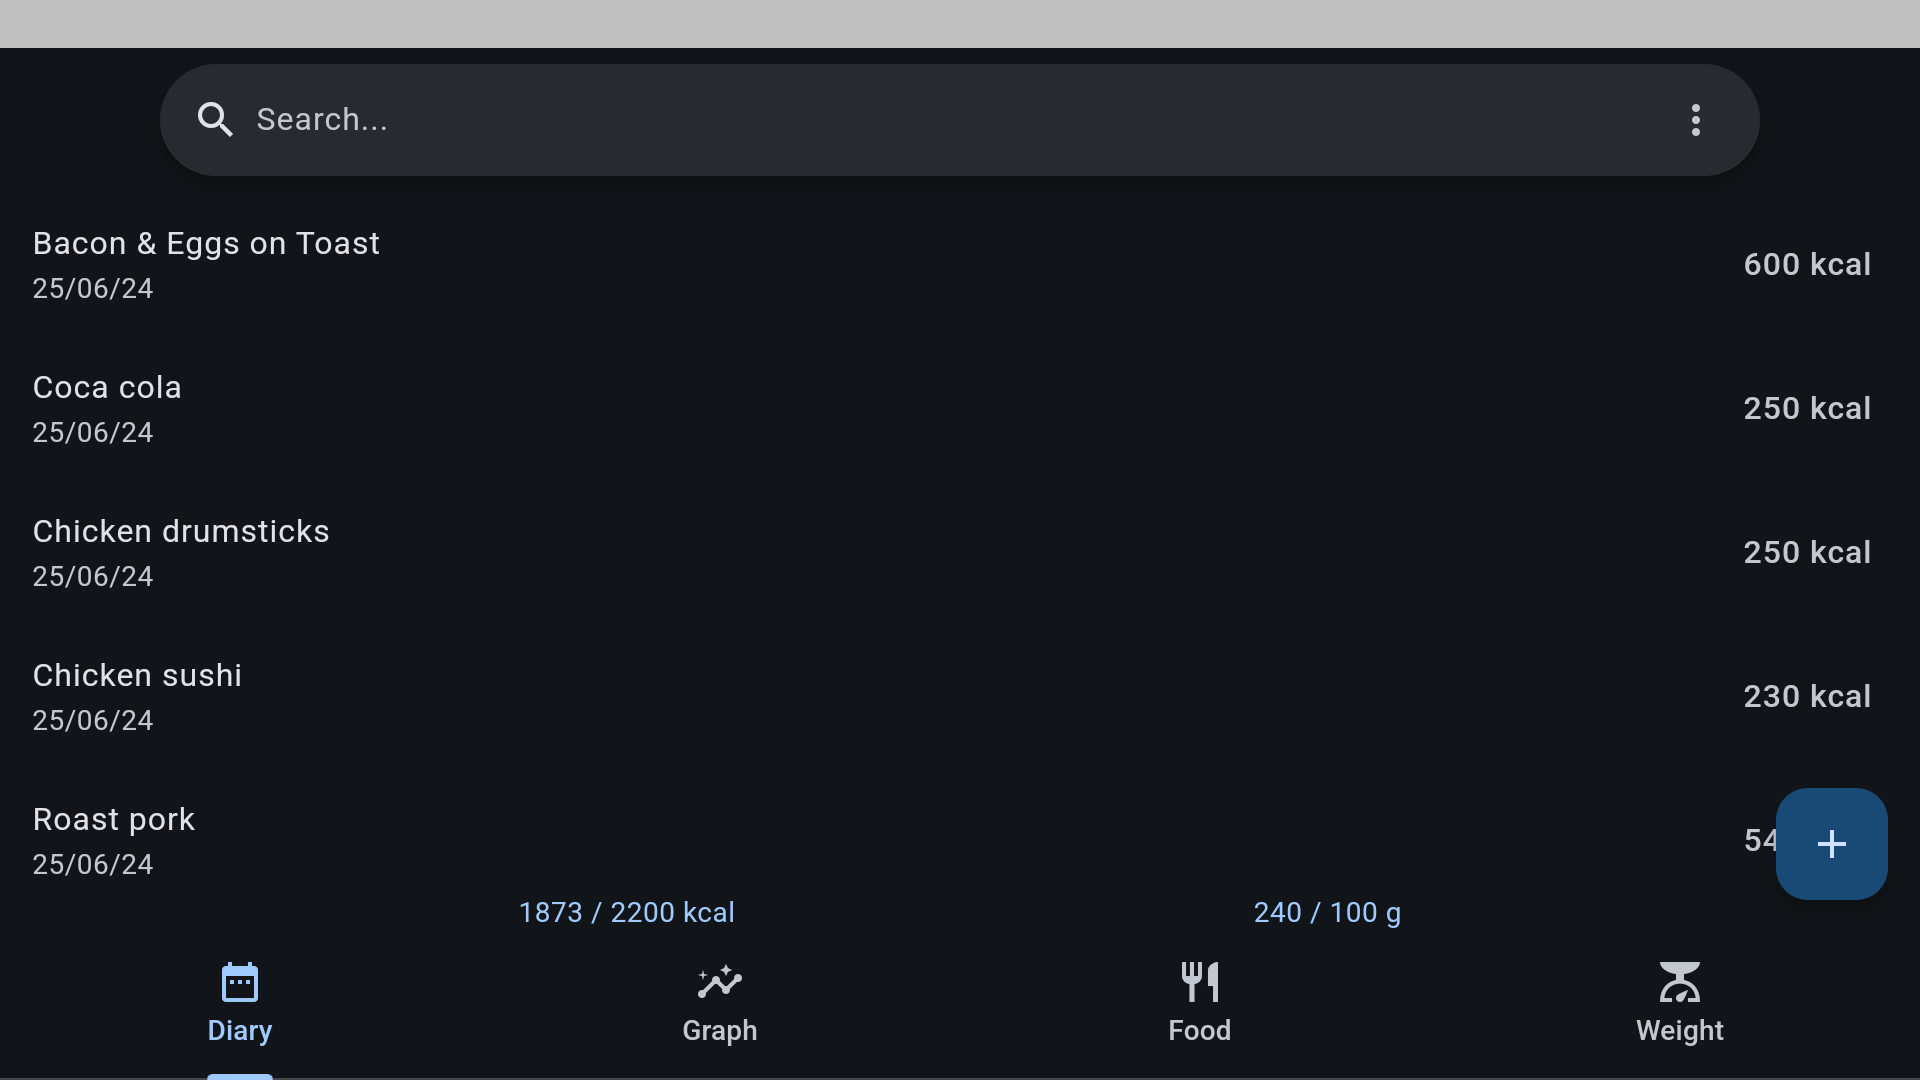 Search...
Bacon & Eggs on Toast
600 kcal
25/06/24
Coca cola
250 kcal
25/06/24
Chicken drumsticks
250 kcal
25/06/24
Chicken sushi
230 kcal
25/06/24
Roast pork
54
25/06/24
1873 / 2200 kcal
240 / 100 g
Diary
Graph
Food
Weight